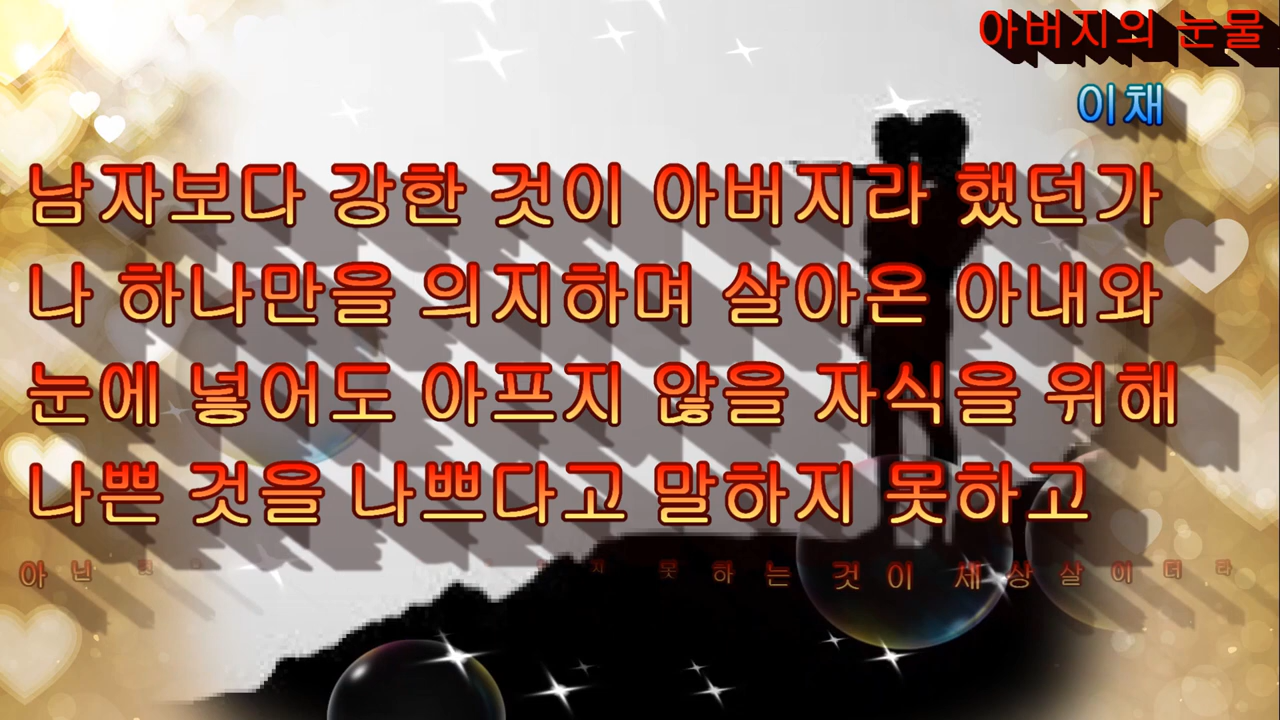 아버지의 눈물
이채
남자보다 강한 것이 아버지라 했던가
나 하나만을 의지하며 살아온 아내와
눈에 넣어도 아프지 않을 자식을 위해
나쁜 것을 나쁘다고 말하지 못하고
아닌 못하는 것이 세상살이더라